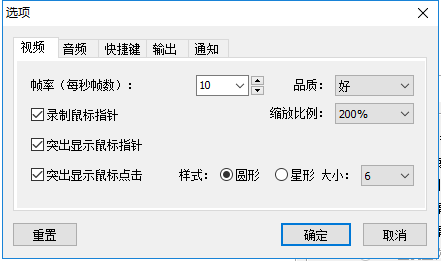 选项
视频 音频 快捷键 输出 通知
帧率（每秒帧数）： 10 品质： 好
录制鼠标指针 缩放比例： 200%
突出显示鼠标指针
突出显示鼠标点击 样式： 圆形 星形 大小： 6
重置 确定 取消